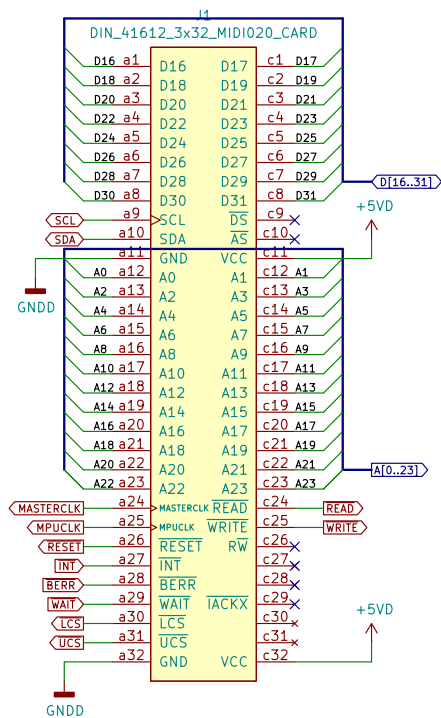 J1
DIN_41612_3x32_MIDI020_CARD
D16 a1 D16 D17 c1 D17
D18 a2 D18 D19 c2 D19
D20 a3 D20 D21 c3 D21
D22 a4 D22 D23 c4 D23
D24 a5 D24 D25 c5 D25
D26 a6 D26 D27 c6 D27
D28 a7 D28 D29 c7 D29
D30 a8 D30 D31 c8 D31
D[16..31]
SCL a9 SCL DS c9
+5VD
SDA a10 SDA AS c10
a11 GND VCC c11
A0 a12 A0 A1 c12 A1
A2 a13 A2 A3 c13 A3
GNDD
A4 a14 A4 A5 c14 A5
A6 a15 A6 A7 c15 A7
A8 a16 A8 A9 c16 A9
A10 a17 A10 A11 c17 A11
A12 a18 A12 A13 c18 A13
A14 a19 A14 A15 c19 A15
A16 a20 A16 A17 c20 A17
A18 a21 A18 A19 c21 A19
A20 a22 A20 A21 c22 A21
A[0..23]
A22 a23 A22 A23 c23 A23
MASTERCLK a24 MASTERCLK READ c24 READ
MPUCLK a25 MPUCLK WRITE c25 WRITE
RESET a26 RESET RW c26
INT a27 INT c27
BERR a28 BERR c28
WAIT a29 WAIT IACKX c29
+5VD
LCS a30 LCS c30
UCS a31 UCS c31
a32 GND VCC c32
GNDD